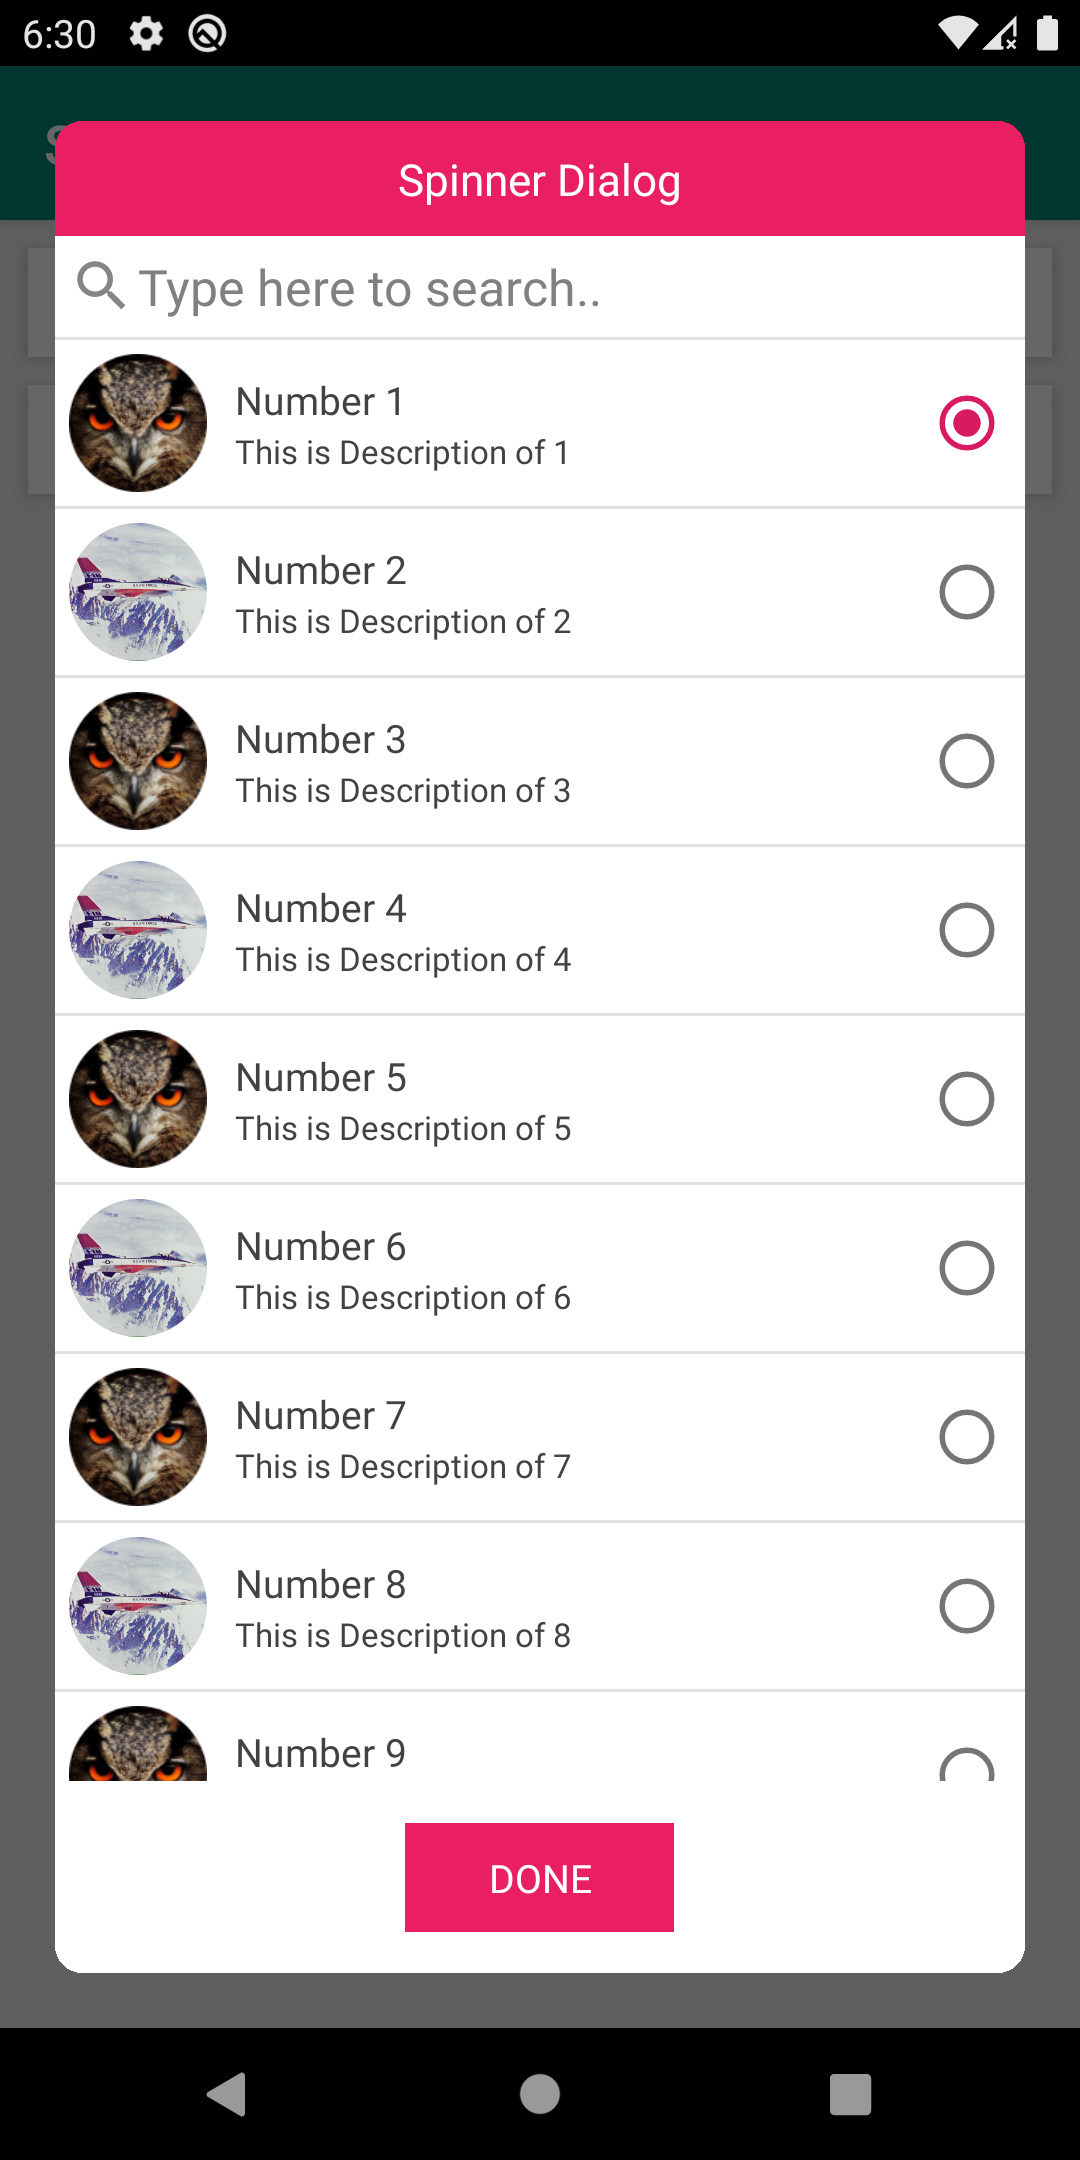 6:30
Spinner Dialog
Type here to search..
Number 1
This is Description of 1
Number 2
This is Description of 2
Number 3
This is Description of 3
Number 4
This is Description of 4
Number 5
This is Description of 5
Number 6
This is Description of 6
Number 7
This is Description of 7
Number 8
This is Description of 8
Number 9
DONE